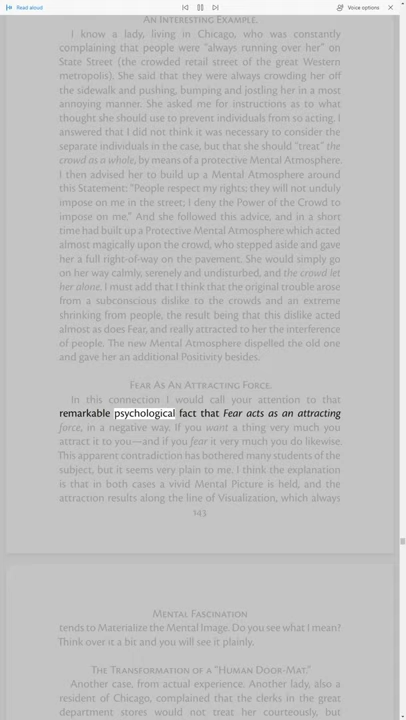 Read aloud
Voice options
AN INTERESTING EXAMPLE.
I know a lady, living in Chicago, who was constantly
complaining that people were "always running over her" on
State Street (the crowded retail street of the great Western
metropolis). She said that they were always crowding her off
the sidewalk and pushing, bumping and jostling her in a most
annoying manner. She asked me for instructions as to what
thought she should use to prevent individuals from so acting. I
answered that I did not think it was necessary to consider the
separate individuals in the case, but that she should "treat" the
crowd as a whole, by means of a protective Mental Atmosphere.
I then advised her to build up a Mental Atmosphere around
this Statement: "People respect my rights; they will not unduly
impose on me in the street; I deny the Power of the Crowd to
impose on me." And she followed this advice, and in a short
time had built up a Protective Mental Atmosphere which acted
almost magically upon the crowd, who stepped aside and gave
her a full right-of-way on the pavement. She would simply go
on her way calmly, serenely and undisturbed, and the crowd let
her alone. I must add that I think that the original trouble arose
from a subconscious dislike to the crowds and an extreme
shrinking from people, the result being that this dislike acted
almost as does Fear, and really attracted to her the interference
of people. The new Mental Atmosphere dispelled the old one
and gave her an additional Positivity besides.
FEAR AS AN ATTRACTING FORCE.
In this connection I would call your attention to that
remarkable psychological fact that Fear acts as an attracting
force, in a negative way. If you want a thing very much you
attract it to you—and if you fear it very much you do likewise.
This apparent contradiction has bothered many students of the
subject, but it seems very plain to me. I think the explanation
is that in both cases a vivid Mental Picture is held, and the
attraction results along the line of Visualization, which always
143
MENTAL FASCINATION
tends to Materialize the Mental Image. Do you see what I mean?
Think over it a bit and you will see it plainly.
THE TRANSFORMATION OF A "HUMAN DOOR-MAT."
Another case, from actual experience. Another lady, also a
resident of Chicago, complained that the clerks in the great
department stores would not treat her courteously, but